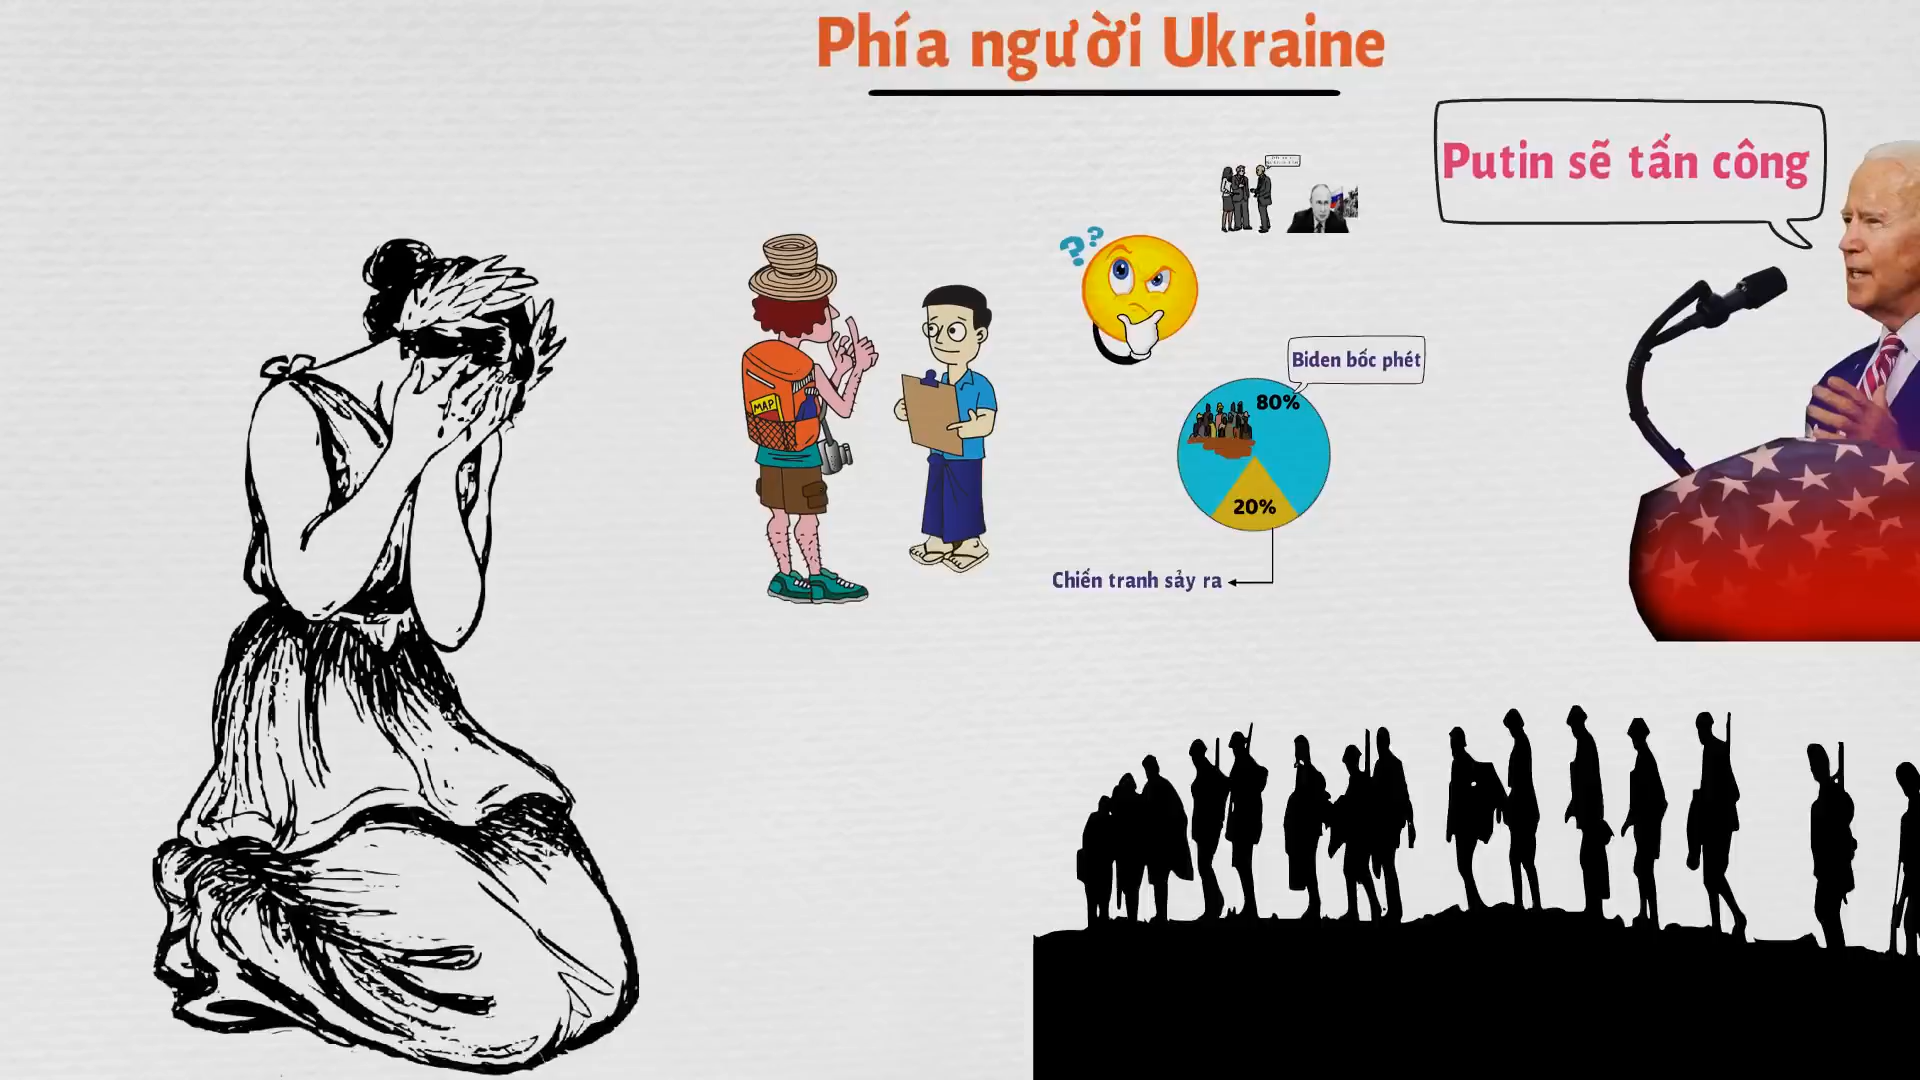 Phía người Ukraine
Putin sẽ tấn công
Biden bốc phét
80%
MAP
20%
Chiến tranh sảy ra
??